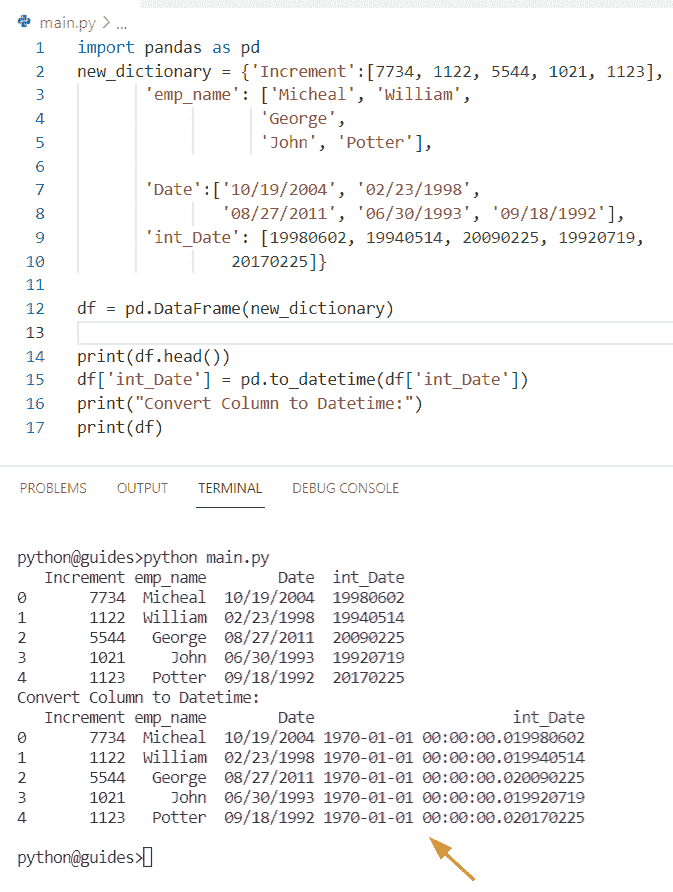 main.py > ...
1 import pandas as pd
2 new_dictionary = {'Increment':[7734, 1122, 5544, 1021, 1123],
3 'emp_name': ['Micheal', 'William',
4 'George',
5 'John', 'Potter'],
6
7 'Date':['10/19/2004', '02/23/1998',
8 '08/27/2011', '06/30/1993', '09/18/1992'],
9 'int_Date': [19980602, 19940514, 20090225, 19920719,
10 20170225]}
11
12 df = pd.DataFrame(new_dictionary)
13
14 print(df.head())
15 df['int_Date'] = pd.to_datetime(df['int_Date'])
16 print("Convert Column to Datetime:")
17 print(df)
PROBLEMS OUTPUT TERMINAL DEBUG CONSOLE
python@guides>python main.py
Increment emp_name Date int_Date
0 7734 Micheal 10/19/2004 19980602
1 1122 William 02/23/1998 19940514
2 5544 George 08/27/2011 20090225
3 1021 John 06/30/1993 19920719
4 1123 Potter 09/18/1992 20170225
Convert Column to Datetime:
Increment emp_name Date int_Date
0 7734 Micheal 10/19/2004 1970-01-01 00:00:00.019980602
1 1122 William 02/23/1998 1970-01-01 00:00:00.019940514
2 5544 George 08/27/2011 1970-01-01 00:00:00.020090225
3 1021 John 06/30/1993 1970-01-01 00:00:00.019920719
4 1123 Potter 09/18/1992 1970-01-01 00:00:00.020170225
python@guides>